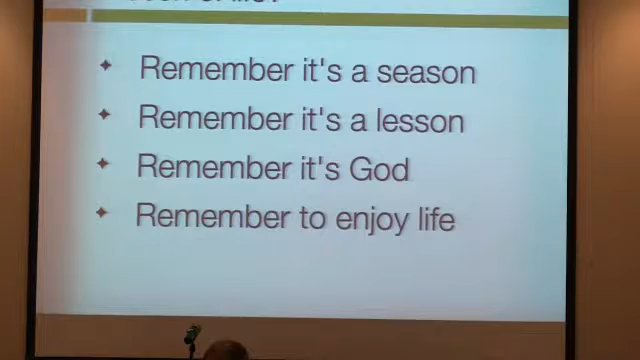 Remember it's a season
Remember it's a lesson
Remember it's God
Remember to enjoy life